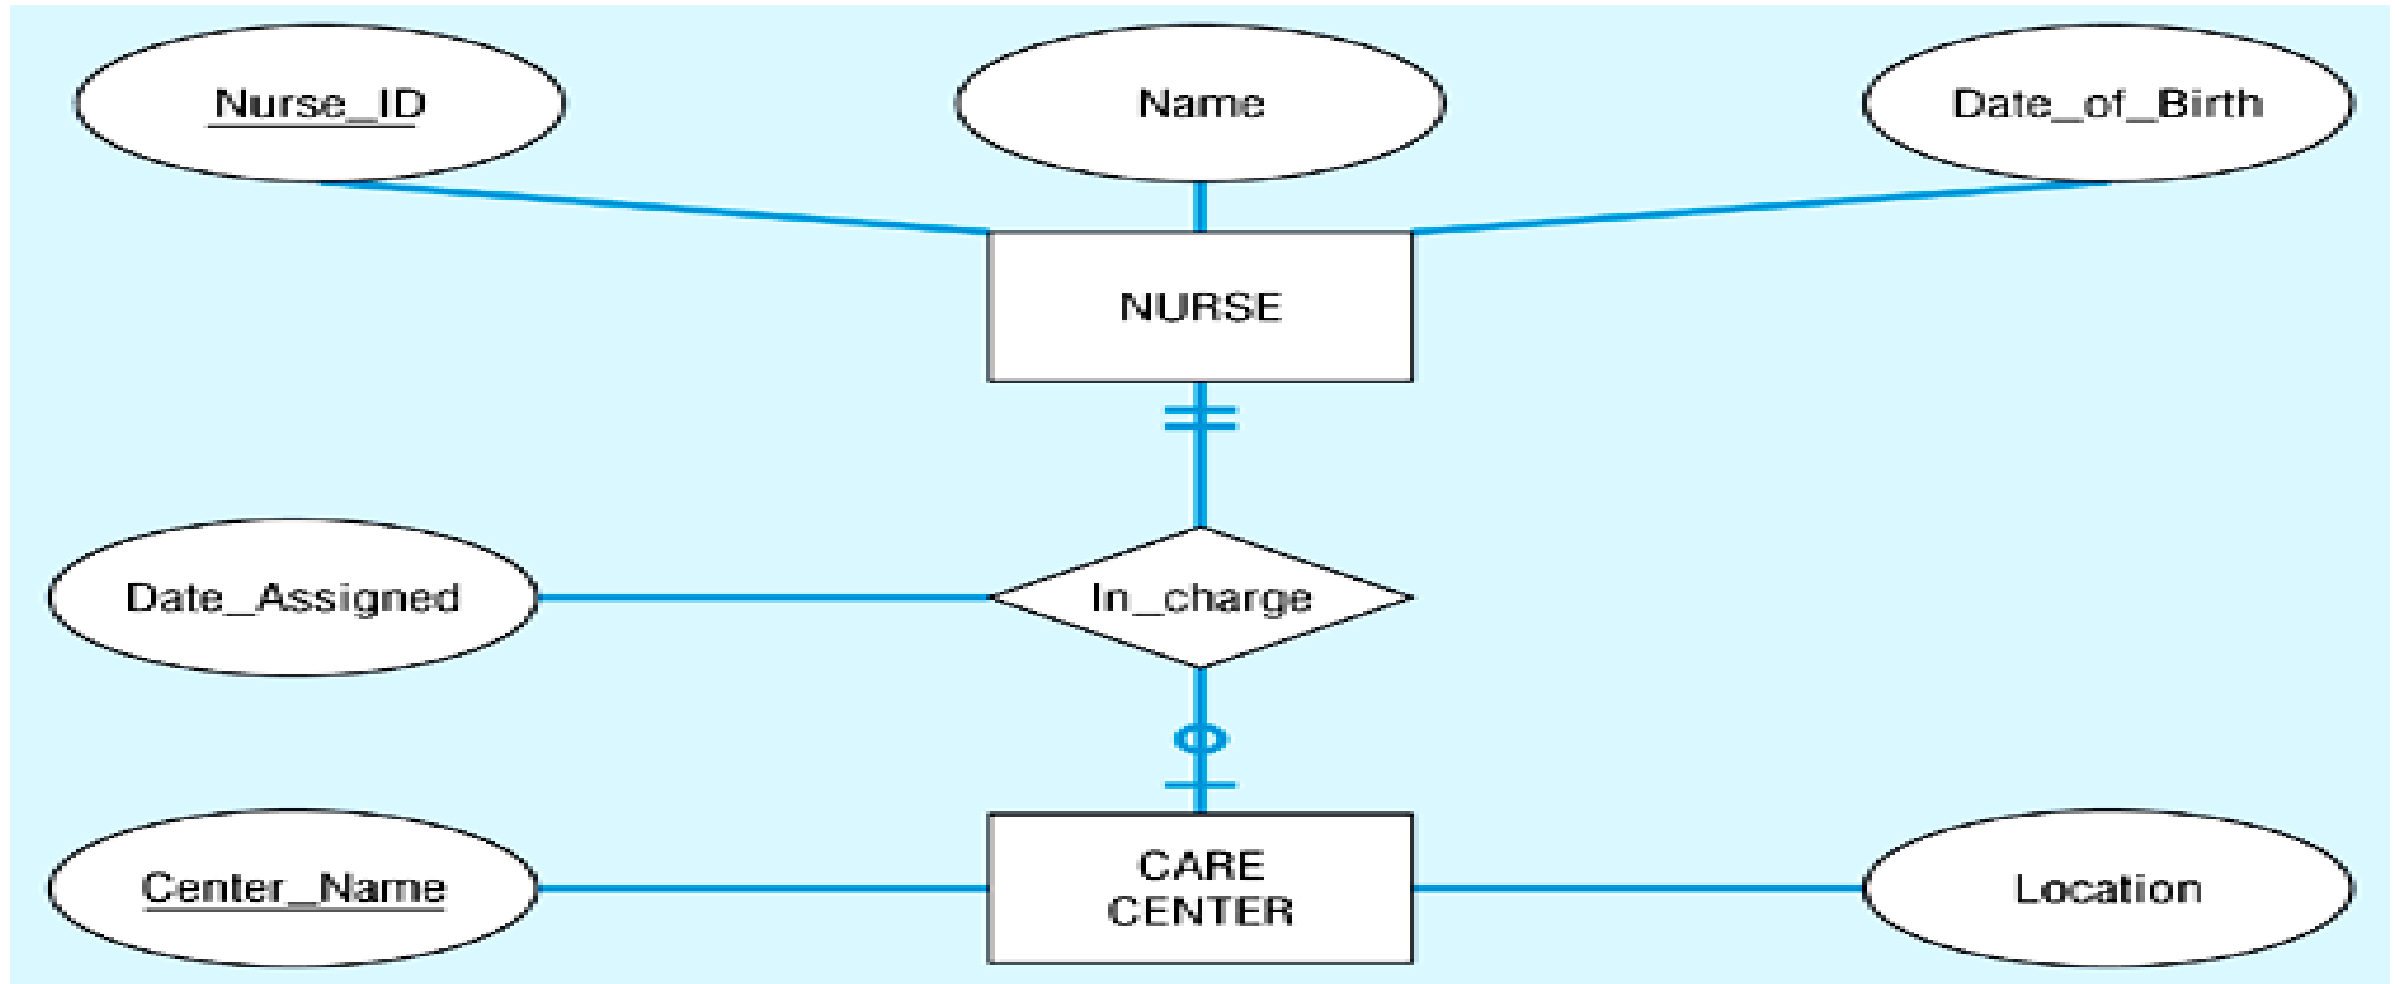 Nurse_ID
Name
Date_of_Birth
NURSE
Date_Assigned
In_charge
Center_Name
CARE
CENTER
Location